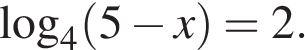 log₄(5 − x) = 2.